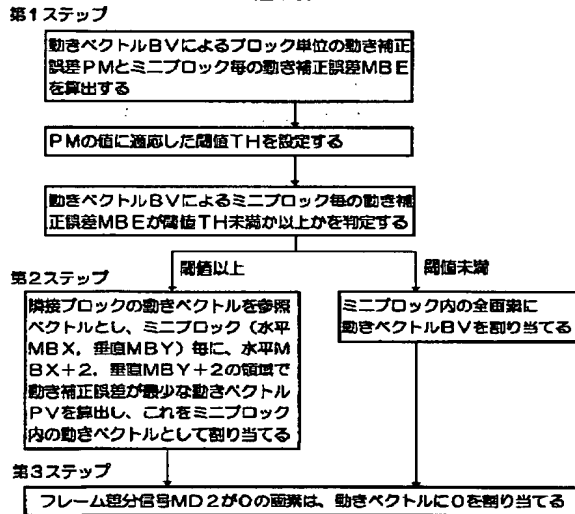 第1ステップ
動きベクトルBVによるブロック単位の動き補正
誤差PMとミニブロック毎の動き補正誤差MBE
を算出する
PMの値に適応した閾値THを設定する
動きベクトルBVによるミニブロック毎の動き補
正誤差MBEが閾値TH未満か以上かを判定する
閾値以上
閾値未満
第2ステップ
隣接ブロックの動きベクトルを参照
ベクトルとし、ミニブロック(水平
MBX,垂直MBY)毎に、水平M
BX+2,垂直MBY+2の領域で
動き補正誤差が最少な動きベクトル
PVを算出し、これをミニブロック
内の動きベクトルとして割り当てる
ミニブロック内の全画素に
動きベクトルBVを割り当てる
第3ステップ
フレーム差分信号MD2が0の画素は、動きベクトルに0を割り当てる